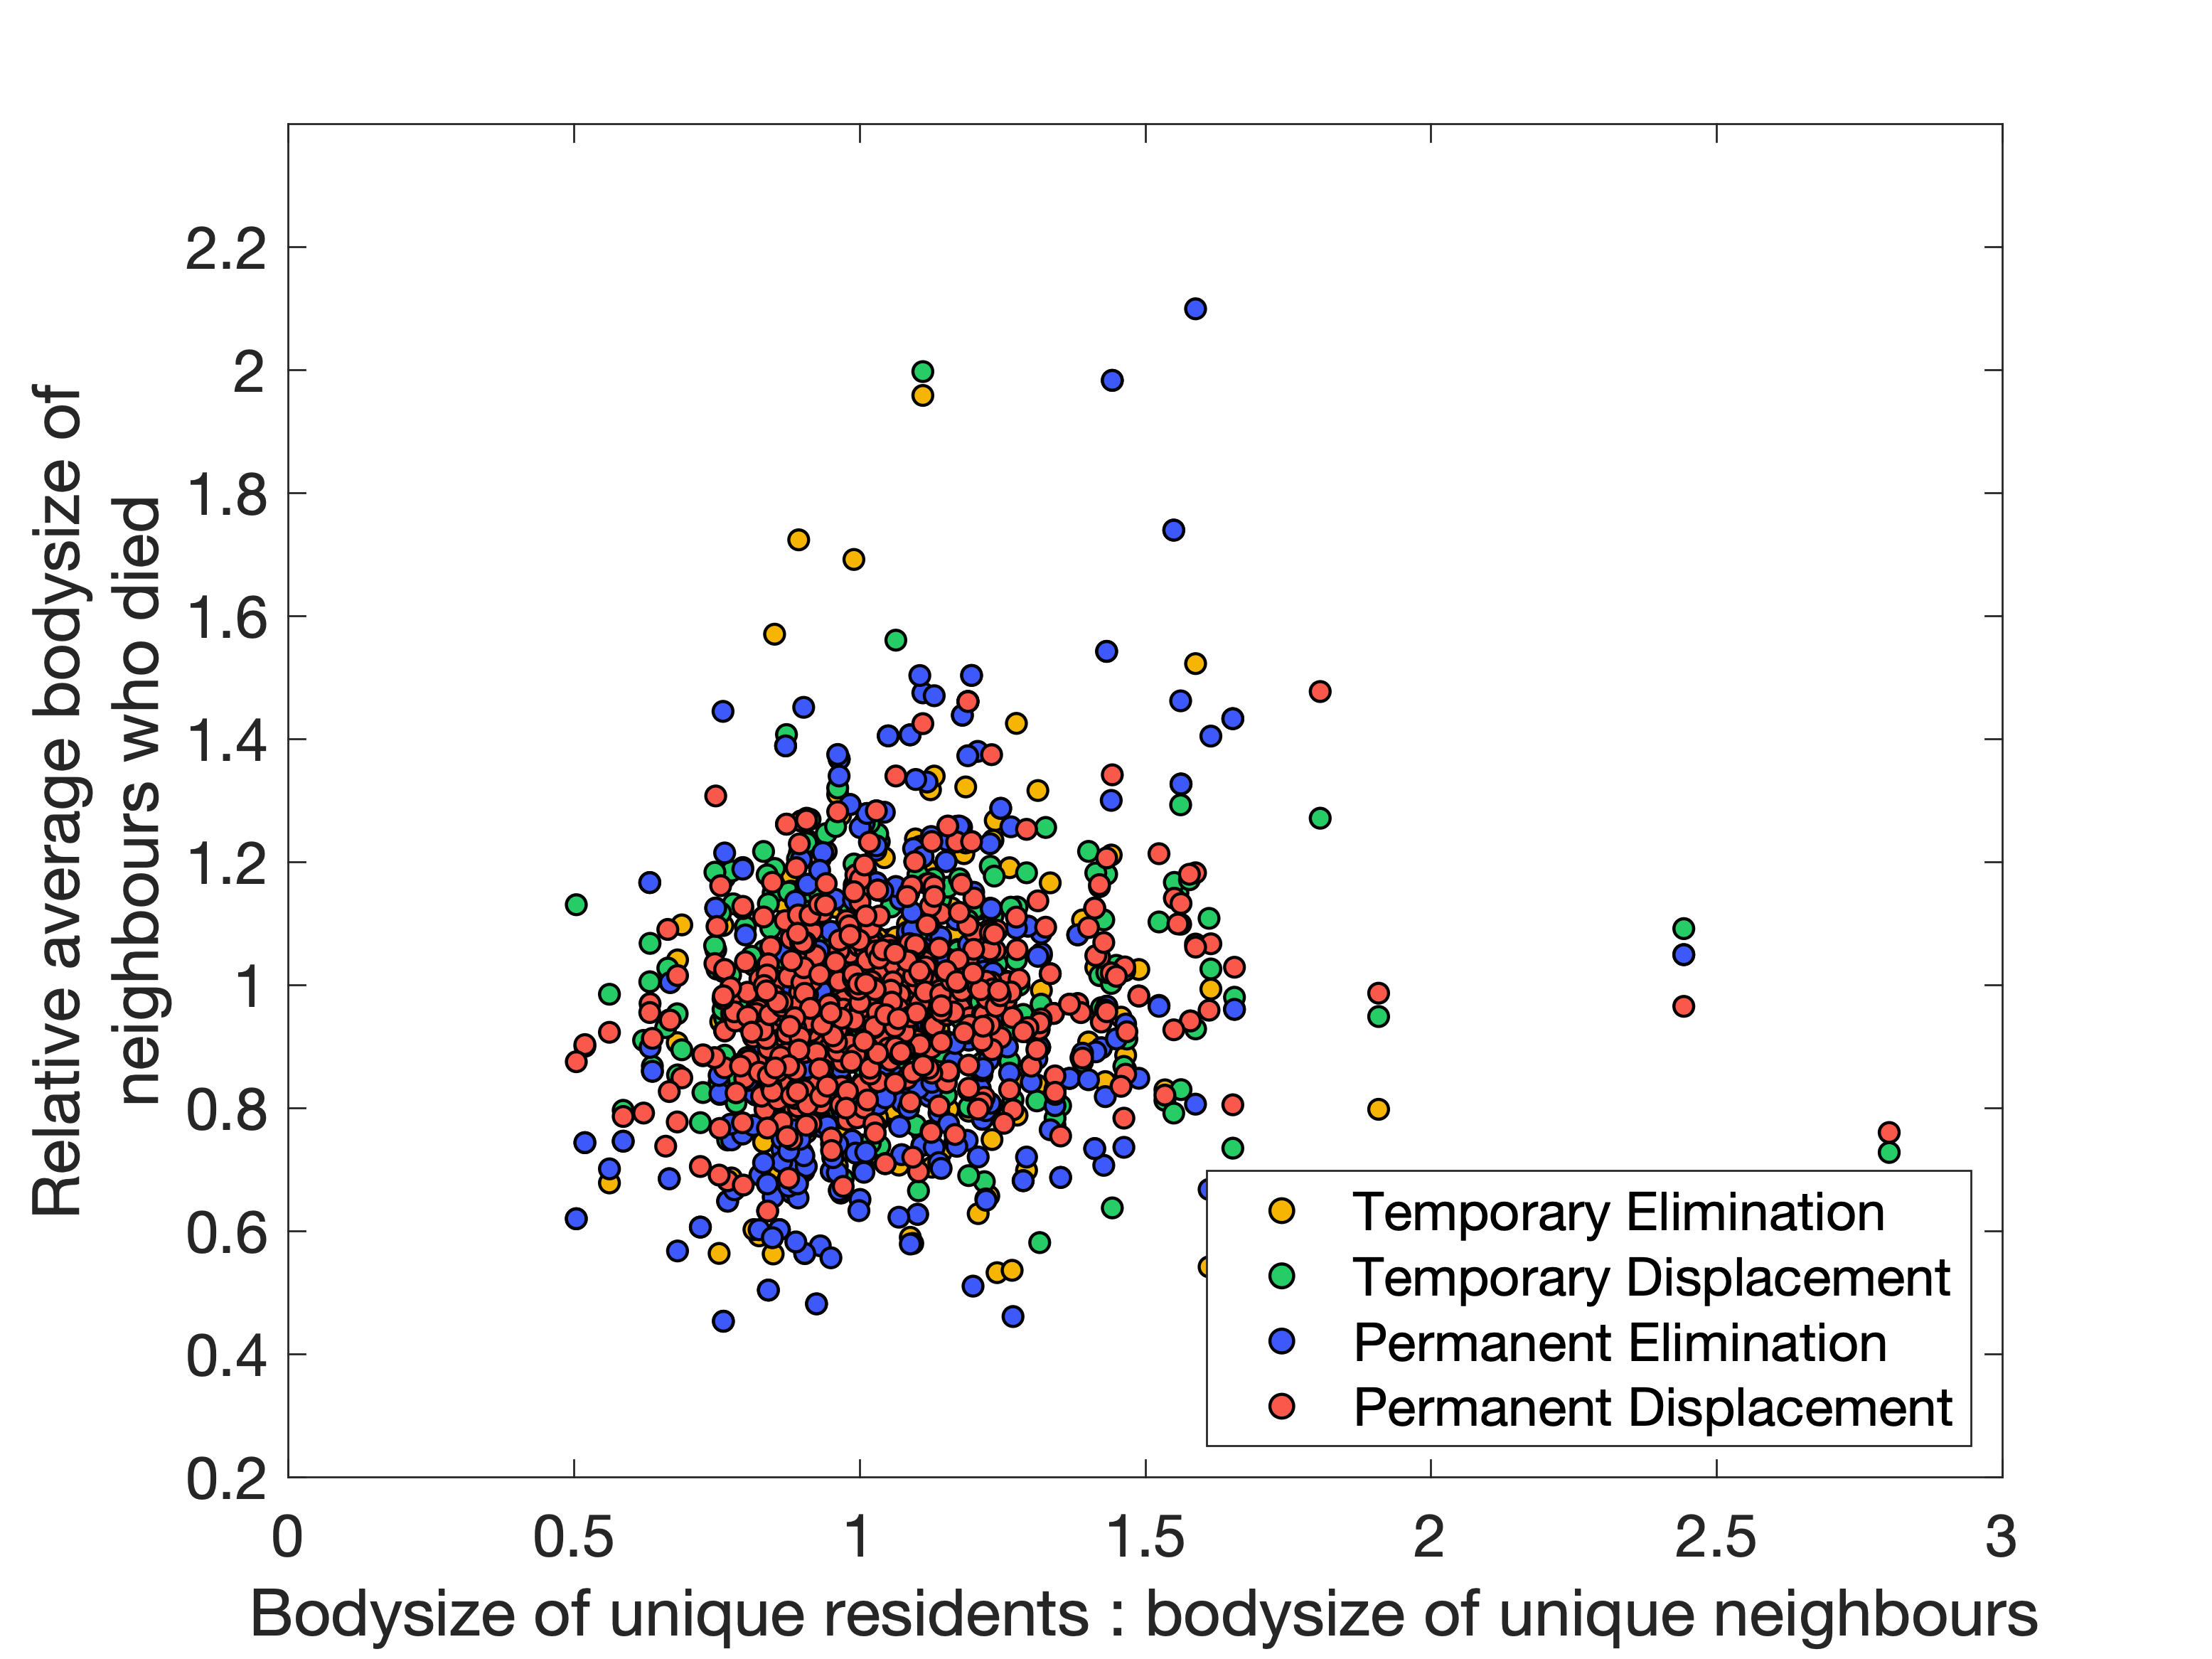 Relative average bodysize of
neighbours who died
2.2
2
1.8
1.6
1.4
1.2
1
0.8
0.6
0.4
0.2
0 0.5 1 1.5 2 2.5 3
Bodysize of unique residents : bodysize of unique neighbours
Temporary Elimination
Temporary Displacement
Permanent Elimination
Permanent Displacement